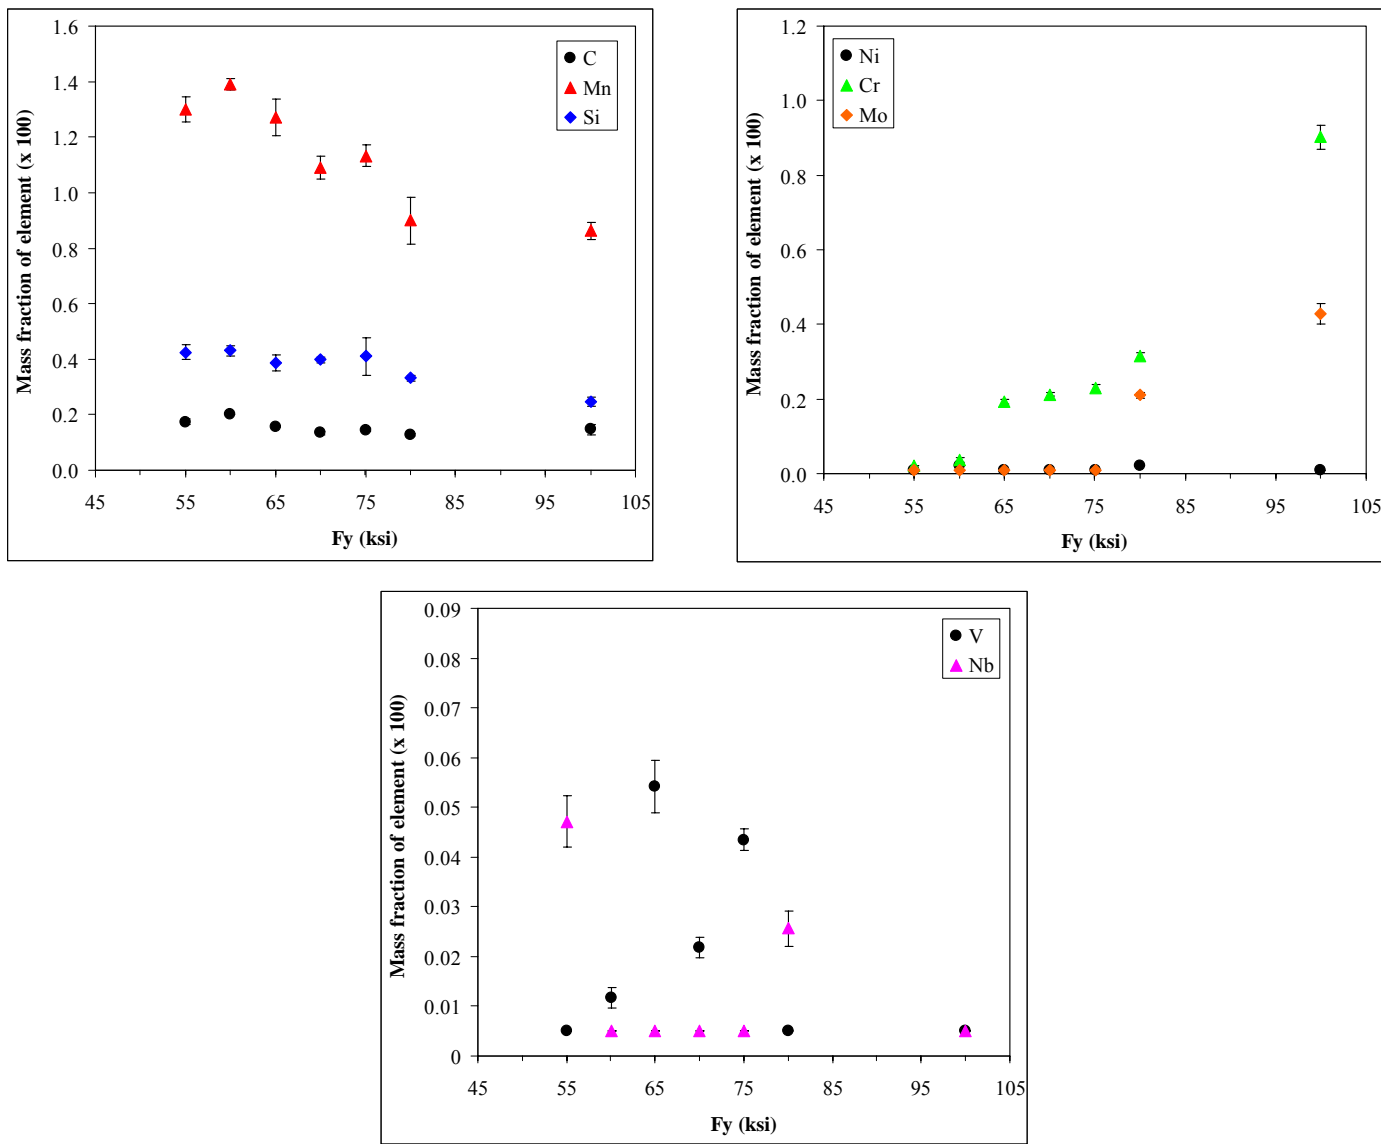 Mass fraction of element (x 100)
1.6
1.4
1.2
1.0
0.8
0.6
0.4
0.2
0.0
C
Mn
Si
45 55 65 75 85 95 105
Fy (ksi)
Mass fraction of element (x 100)
1.2
1.0
0.8
0.6
0.4
0.2
0.0
Ni
Cr
Mo
45 55 65 75 85 95 105
Fy (ksi)
Mass fraction of element (x 100)
0.09
0.08
0.07
0.06
0.05
0.04
0.03
0.02
0.01
0
V
Nb
45 55 65 75 85 95 105
Fy (ksi)